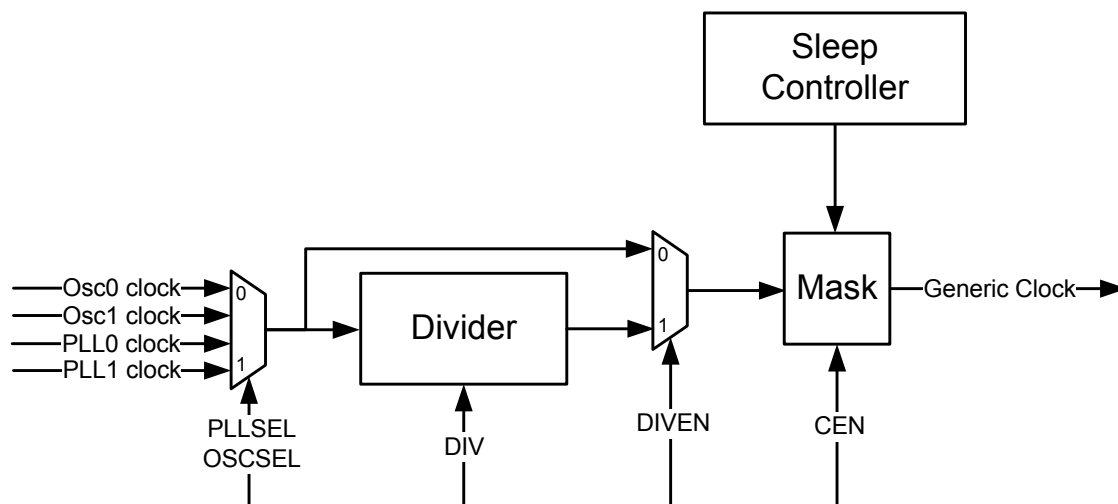 Sleep
Controller
Osc0 clock
Osc1 clock
PLL0 clock
PLL1 clock
0
1
PLLSEL
OSCSEL
Divider
DIV
0
1
DIVEN
Mask
CEN
Generic Clock